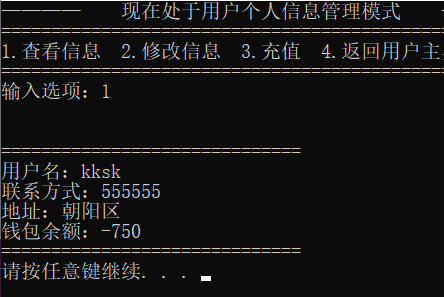 ————　　现在处于用户个人信息管理模式
==============================================
1.查看信息  2.修改信息  3.充值  4.返回用户主
==============================================
输入选项：1
==============================
用户名：kksk
联系方式：555555
地址：朝阳区
钱包余额：-750
==============================
请按任意键继续. . .